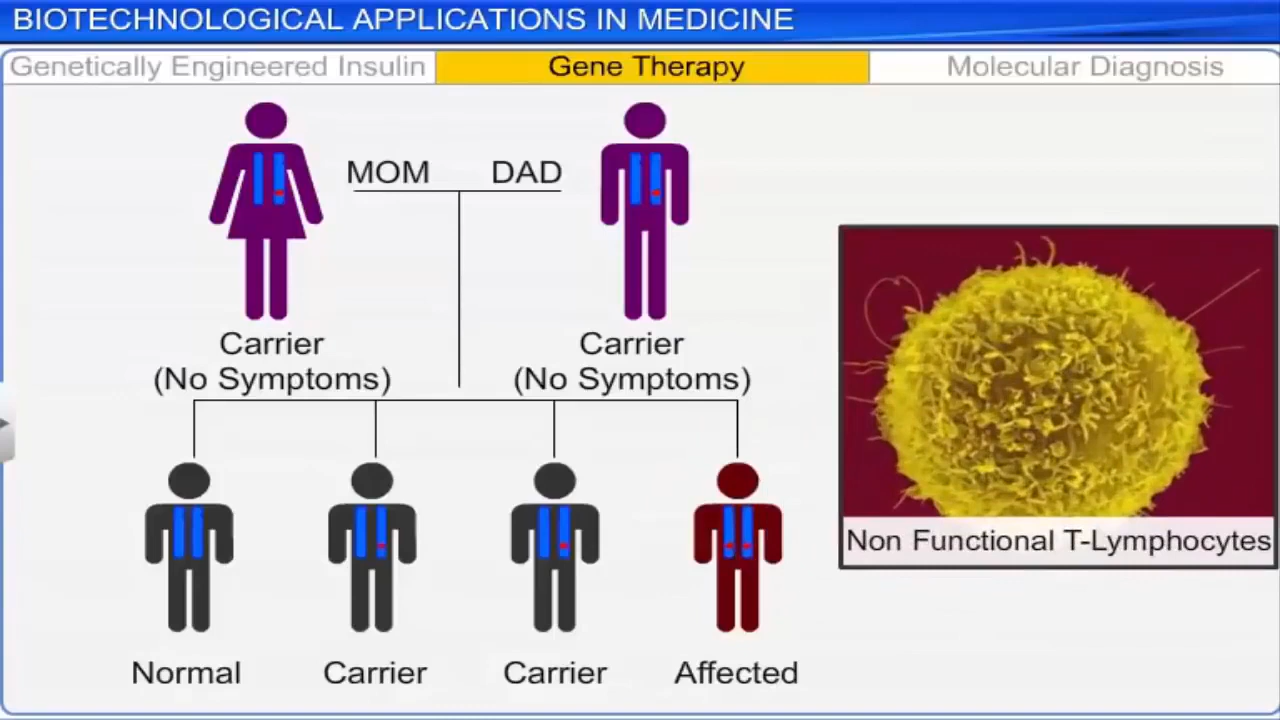 BIOTECHNOLOGICAL APPLICATIONS IN MEDICINE
Genetically Engineered Insulin
Gene Therapy
Molecular Diagnosis
MOM
DAD
Carrier
(No Symptoms)
Carrier
(No Symptoms)
Non Functional T-Lymphocytes
Normal
Carrier
Carrier
Affected